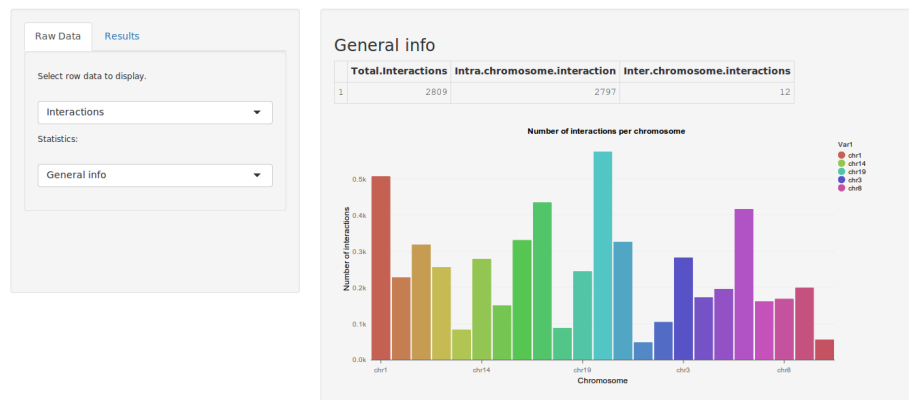 Raw Data Results
Select row data to display.
Interactions
Statistics:
General info
General info
Total.Interactions Intra.chromosome.interaction Inter.chromosome.interactions
1 2809 2797 12
Number of interactions per chromosome
Var1
chr1
chr14
chr19
chr3
chr8
Number of interactions
0.5k
0.4k
0.3k
0.2k
0.1k
0.0k
chr1 chr14 chr19 chr3 chr8
Chromosome